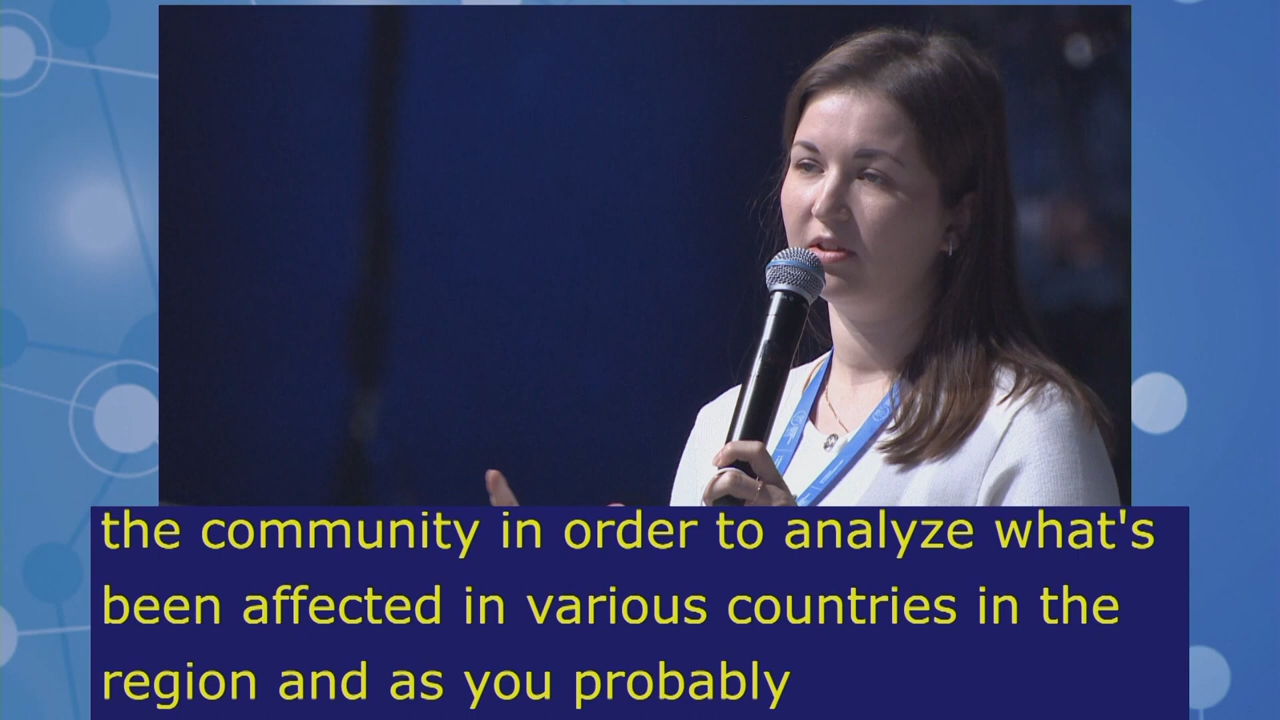 the community in order to analyze what's
been affected in various countries in the
region and as you probably